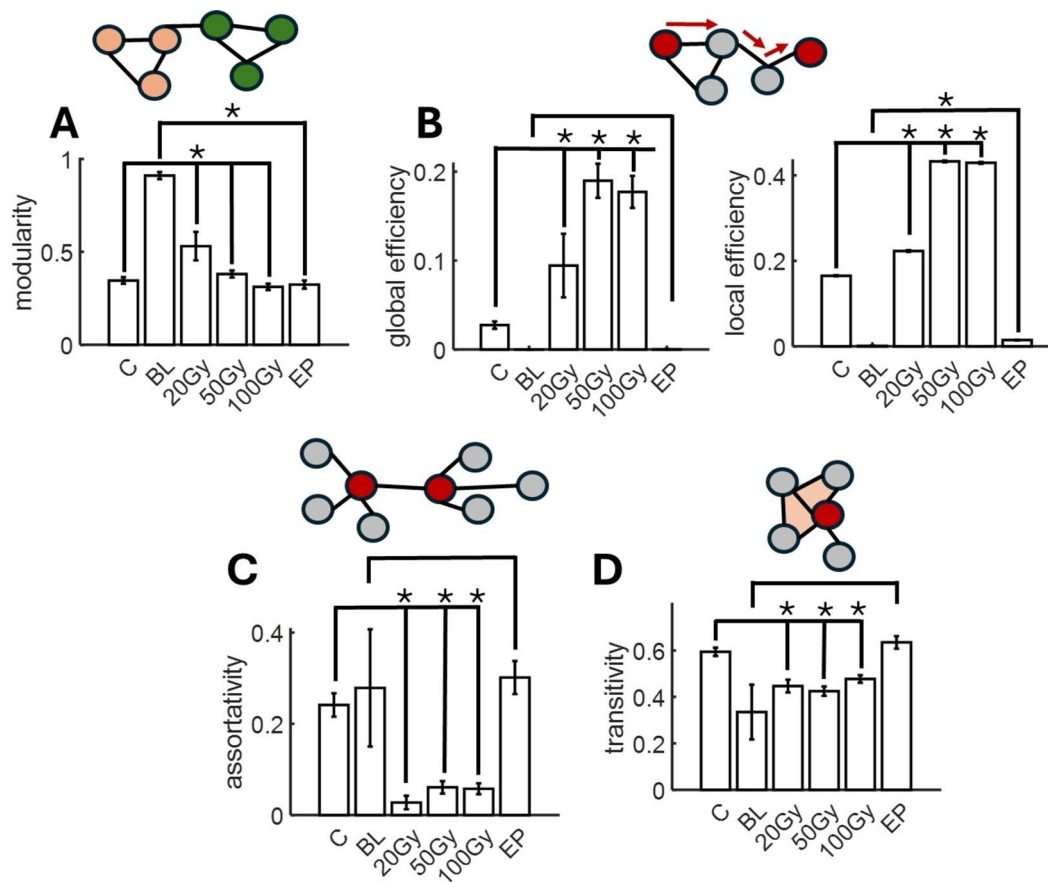 A
*
*
1
0.5
0
modularity
C
BL
20Gy
50Gy
100Gy
EP
B
* * *
0.2
0.1
0
global efficiency
C
BL
20Gy
50Gy
100Gy
EP
*
* * *
0.4
0.2
0
local efficiency
C
BL
20Gy
50Gy
100Gy
EP
C
* * *
0.4
0.2
0
assortativity
C
BL
20Gy
50Gy
100Gy
EP
D
* * *
0.6
0.4
0.2
0
transitivity
C
BL
20Gy
50Gy
100Gy
EP